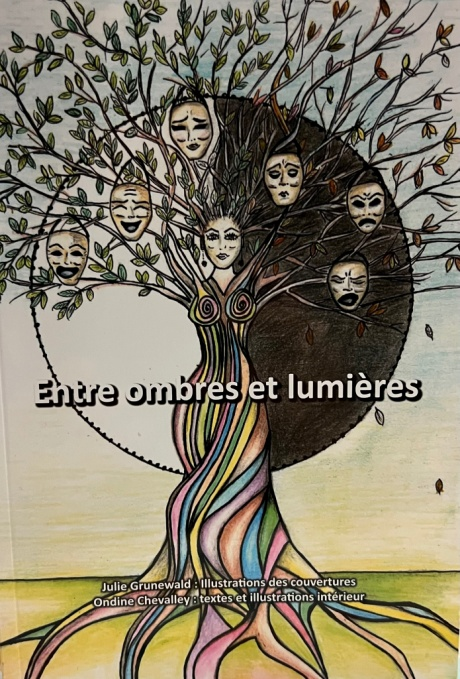 Entre ombres et lumières
Julie Grunewald : Illustrations des couvertures
Ondine Chevalley : textes et illustrations intérieur